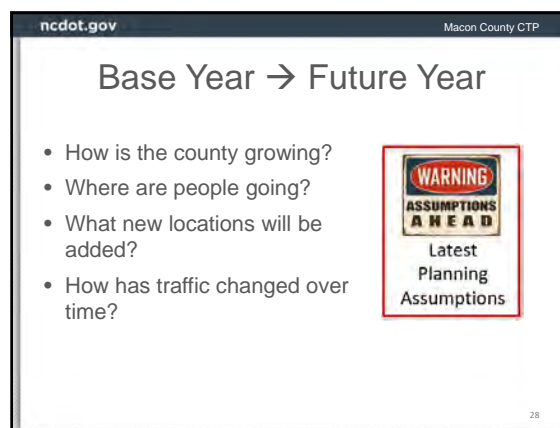 ncdot.gov
Macon County CTP
Base Year → Future Year
• How is the county growing?
• Where are people going?
• What new locations will be
added?
• How has traffic changed over
time?
WARNING
ASSUMPTIONS
AHEAD
Latest
Planning
Assumptions
28